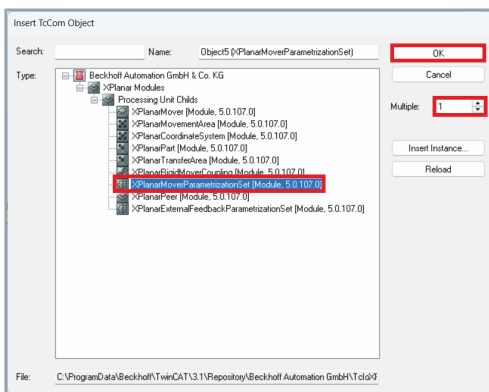 Insert TcCom Object
Search: Name: Object5 (XPlanarMoverParametrizationSet) OK
Type: Beckhoff Automation GmbH & Co. KG Cancel
XPlanar Modules
Processing Unit Childs
Multiple: 1
XPlanarMover [Module, 5.0.107.0]
XPlanarMovementArea [Module, 5.0.107.0]
XPlanarCoordinateSystem [Module, 5.0.107.0]
XPlanarPart [Module, 5.0.107.0] Insert Instance...
XPlanarTransferArea [Module, 5.0.107.0]
XPlanarRigidMoverCoupling [Module, 5.0.107.0] Reload
XPlanarMoverParametrizationSet [Module, 5.0.107.0]
XPlanarPeer [Module, 5.0.107.0]
XPlanarExternalFeedbackParametrizationSet [Module, 5.0.107.0]
File: C:\ProgramData\Beckhoff\TwinCAT\3.1\Repository\Beckhoff Automation GmbH\TcIoXF